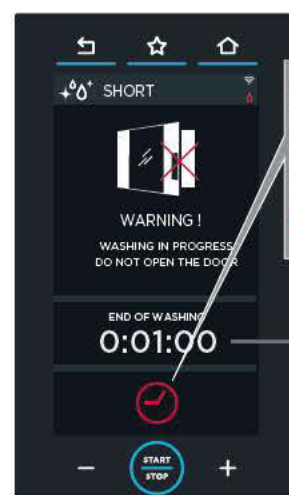 SHORT
WARNING !
WASHING IN PROGRESS
DO NOT OPEN THE DOOR
END OF WASHING
0:01:00
−
START
STOP
+